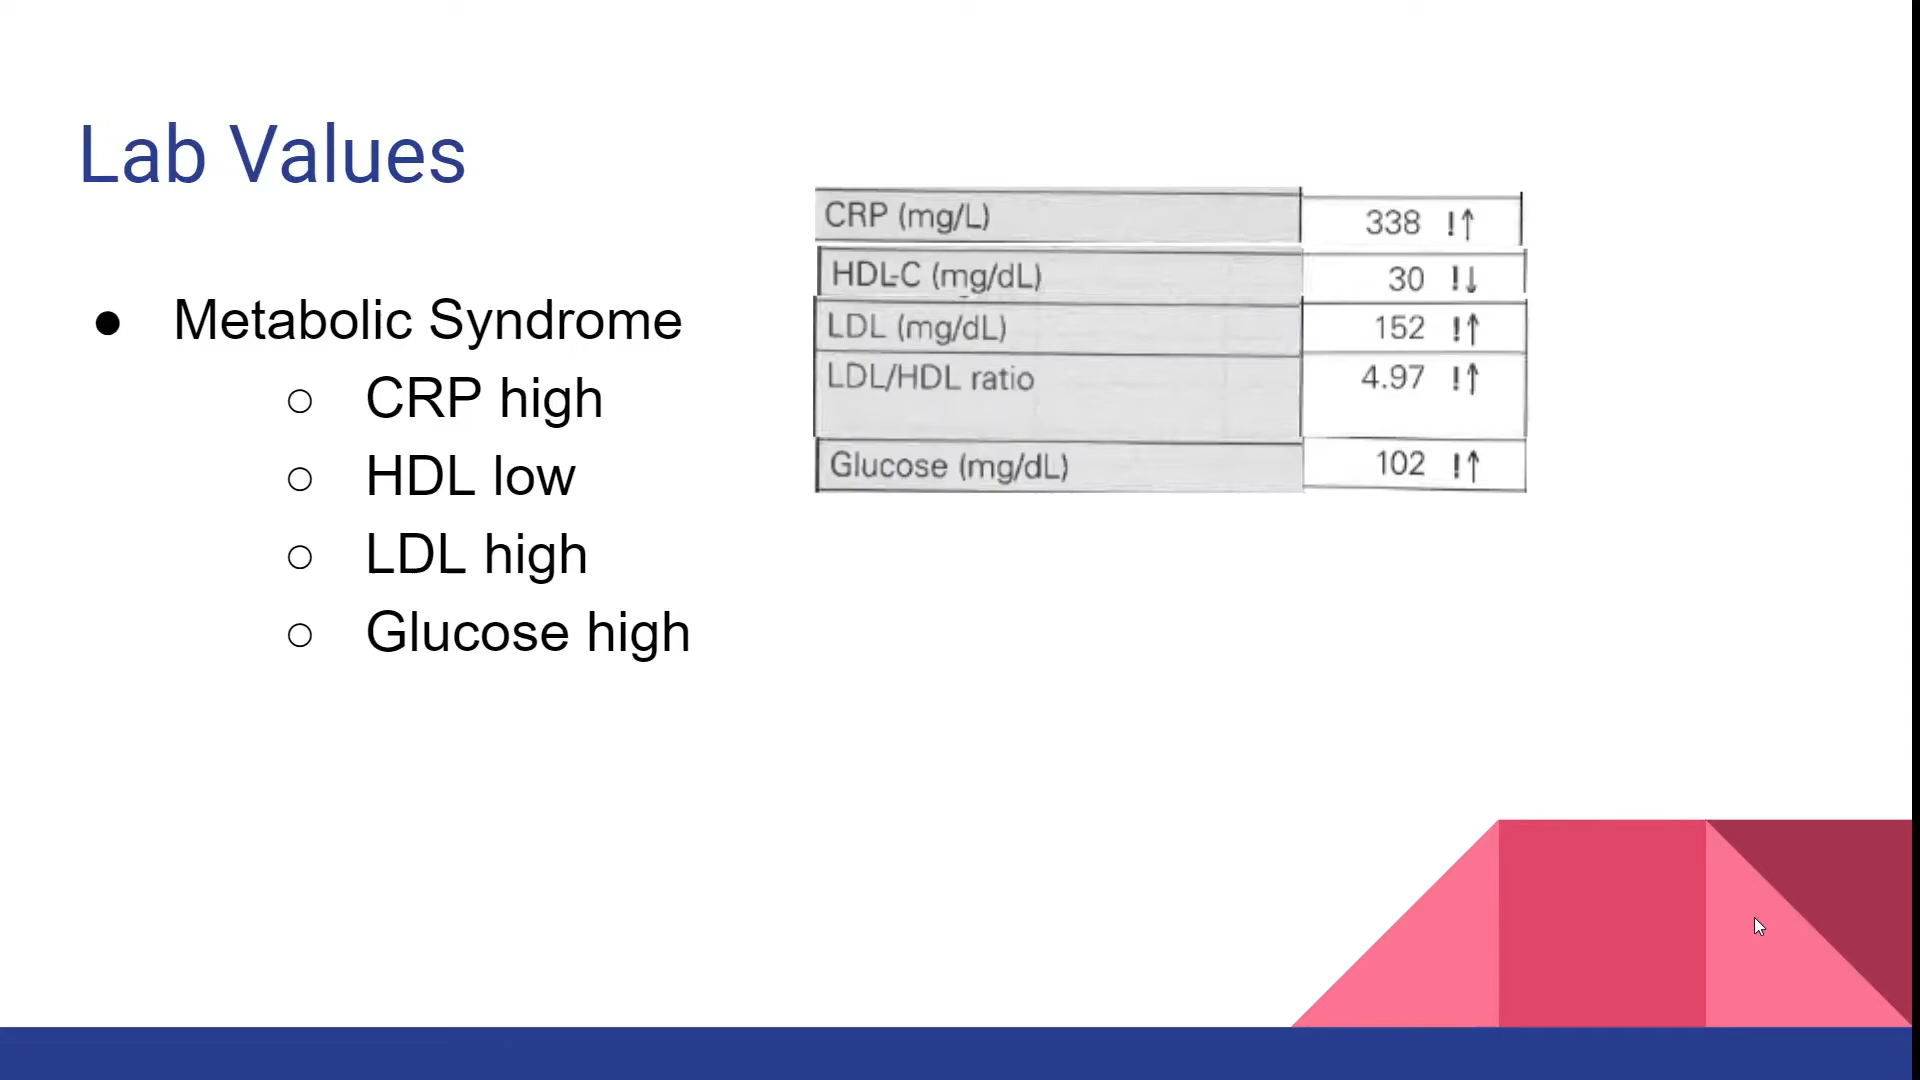 Lab Values
● Metabolic Syndrome
○ CRP high
○ HDL low
○ LDL high
○ Glucose high
CRP (mg/L) 338 !↑
HDL-C (mg/dL) 30 !↓
LDL (mg/dL) 152 !↑
LDL/HDL ratio 4.97 !↑
Glucose (mg/dL) 102 !↑